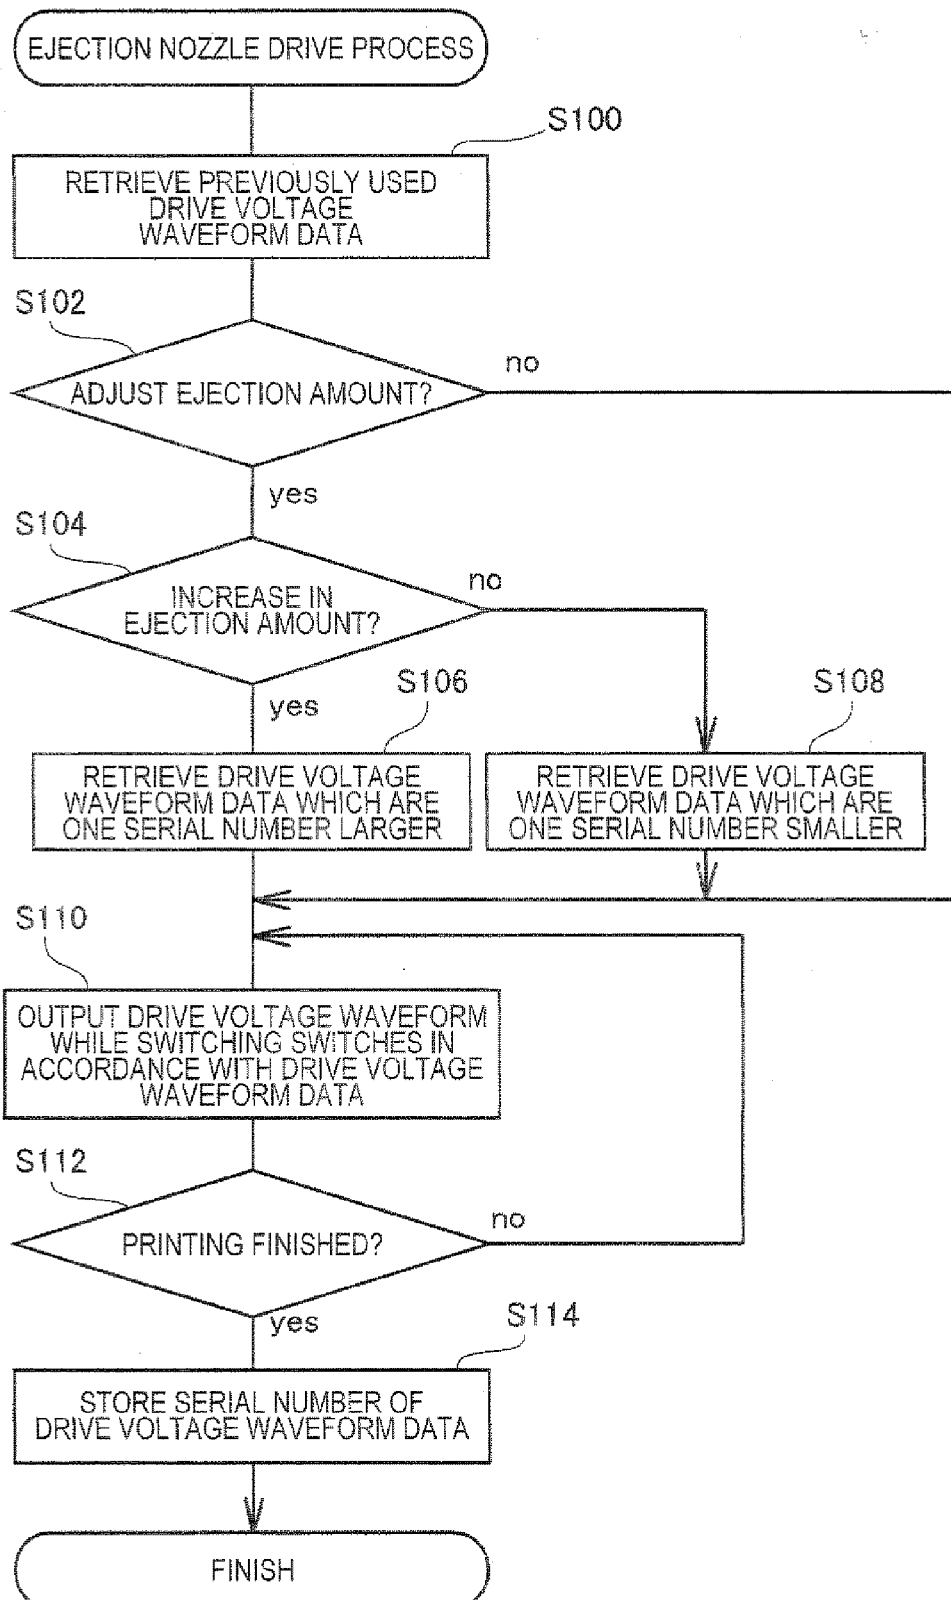 EJECTION NOZZLE DRIVE PROCESS
S100
RETRIEVE PREVIOUSLY USED
DRIVE VOLTAGE
WAVEFORM DATA
S102
ADJUST EJECTION AMOUNT?
no
yes
S104
INCREASE IN
EJECTION AMOUNT?
no
yes
S106
RETRIEVE DRIVE VOLTAGE
WAVEFORM DATA WHICH ARE
ONE SERIAL NUMBER LARGER
S108
RETRIEVE DRIVE VOLTAGE
WAVEFORM DATA WHICH ARE
ONE SERIAL NUMBER SMALLER
S110
OUTPUT DRIVE VOLTAGE WAVEFORM
WHILE SWITCHING SWITCHES IN
ACCORDANCE WITH DRIVE VOLTAGE
WAVEFORM DATA
S112
PRINTING FINISHED?
no
yes
S114
STORE SERIAL NUMBER OF
DRIVE VOLTAGE WAVEFORM DATA
FINISH